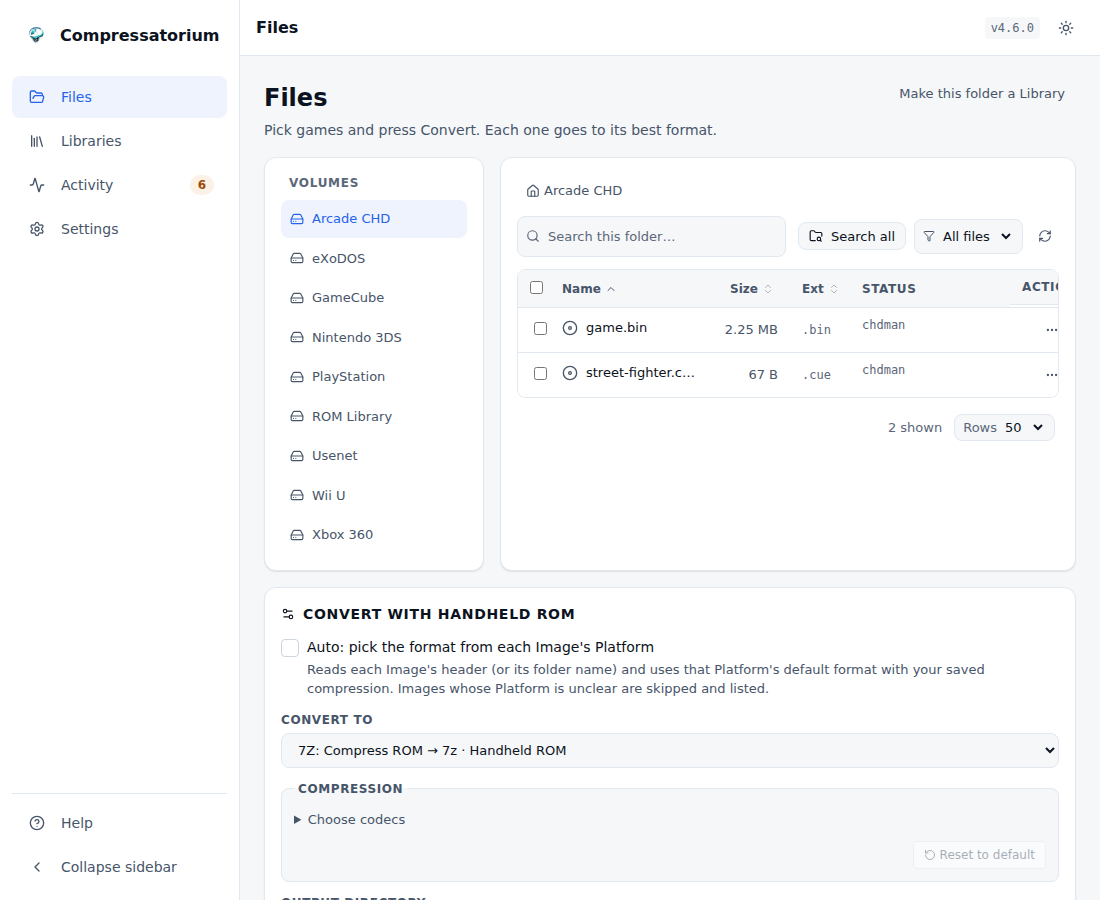 Compressatorium
Files
v4.6.0
Files
Libraries
Activity
6
Settings
Help
Collapse sidebar
Files
Make this folder a Library
Pick games and press Convert. Each one goes to its best format.
VOLUMES
Arcade CHD
eXoDOS
GameCube
Nintendo 3DS
PlayStation
ROM Library
Usenet
Wii U
Xbox 360
Arcade CHD
Search this folder…
Search all
All files
Name
Size
Ext
STATUS
ACTIO
game.bin
2.25 MB
.bin
chdman
street-fighter.c…
67 B
.cue
chdman
2 shown
Rows 50
CONVERT WITH HANDHELD ROM
Auto: pick the format from each Image's Platform
Reads each Image's header (or its folder name) and uses that Platform's default format with your saved
compression. Images whose Platform is unclear are skipped and listed.
CONVERT TO
7Z: Compress ROM → 7z · Handheld ROM
COMPRESSION
Choose codecs
Reset to default
OUTPUT DIRECTORY